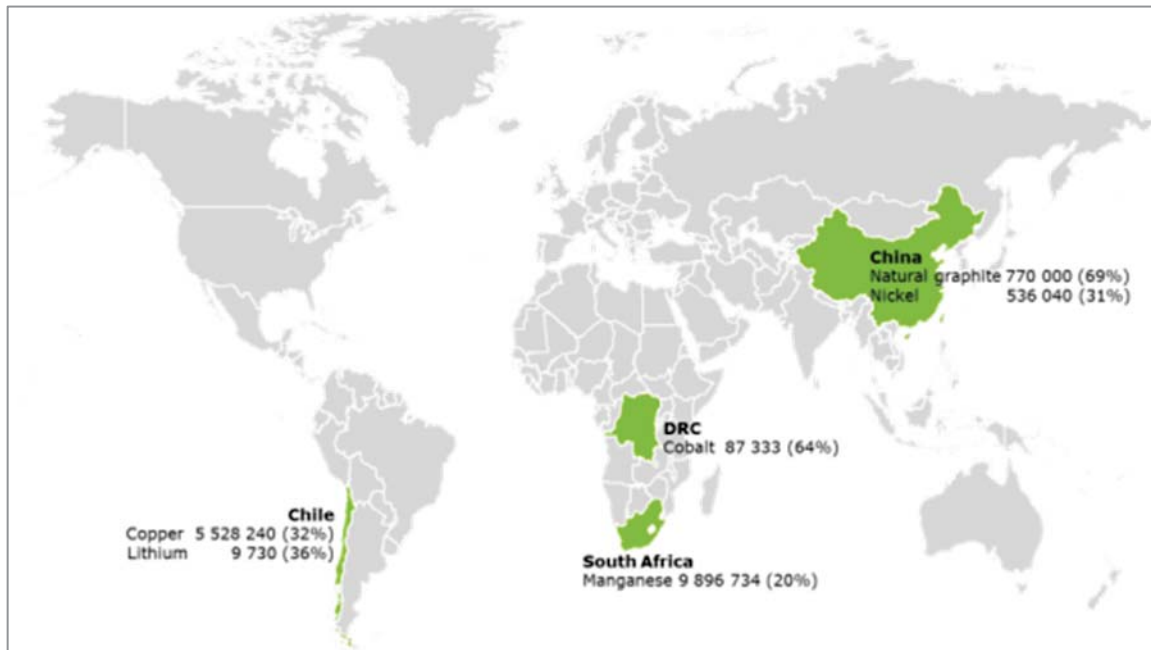 China
Natural graphite 770 000 (69%)
Nickel 536 040 (31%)
DRC
Cobalt 87 333 (64%)
Chile
Copper 5 528 240 (32%)
Lithium 9 730 (36%)
South Africa
Manganese 9 896 734 (20%)